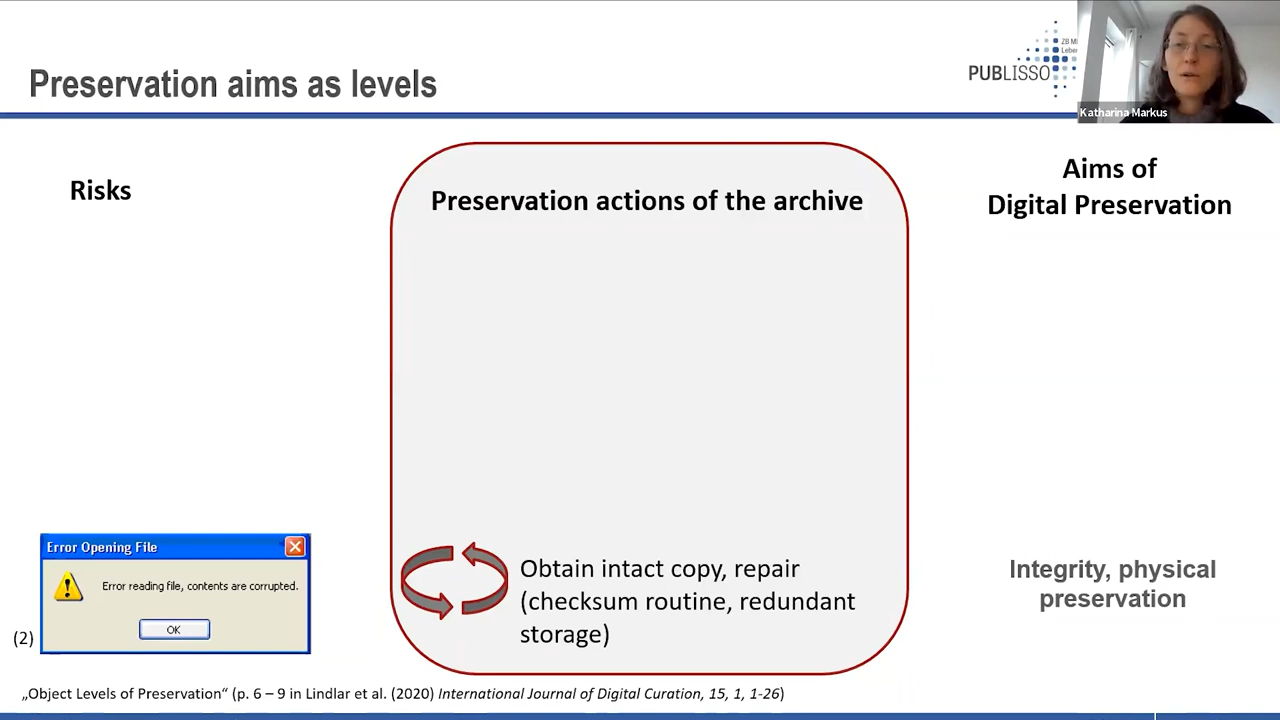 Preservation aims as levels
PUBLISSO
ZB M
Leber
Katharina Markus
Risks
Preservation actions of the archive
Aims of
Digital Preservation
Error Opening File
Error reading file, contents are corrupted.
OK
(2)
Obtain intact copy, repair
(checksum routine, redundant
storage)
Integrity, physical
preservation
„Object Levels of Preservation“ (p. 6 – 9 in Lindlar et al. (2020) International Journal of Digital Curation, 15, 1, 1-26)